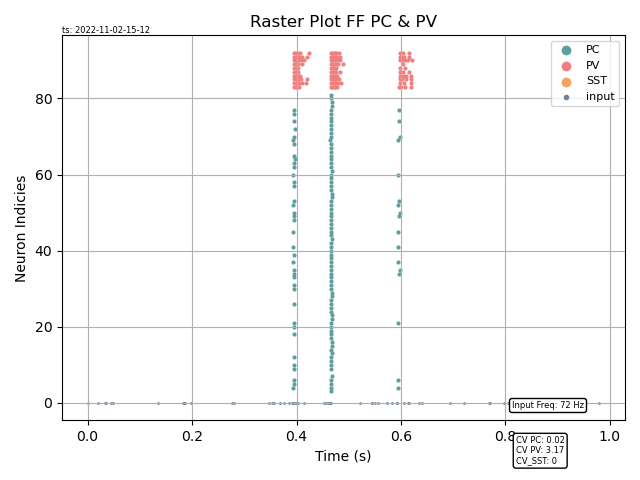 Raster Plot FF PC & PV
ts: 2022-11-02-15-12
PC
PV
SST
input
Neuron Indicies
80
60
40
20
0
Input Freq: 72 Hz
0.0 0.2 0.4 0.6 0.8 1.0
Time (s)
CV PC: 0.02
CV PV: 3.17
CV_SST: 0